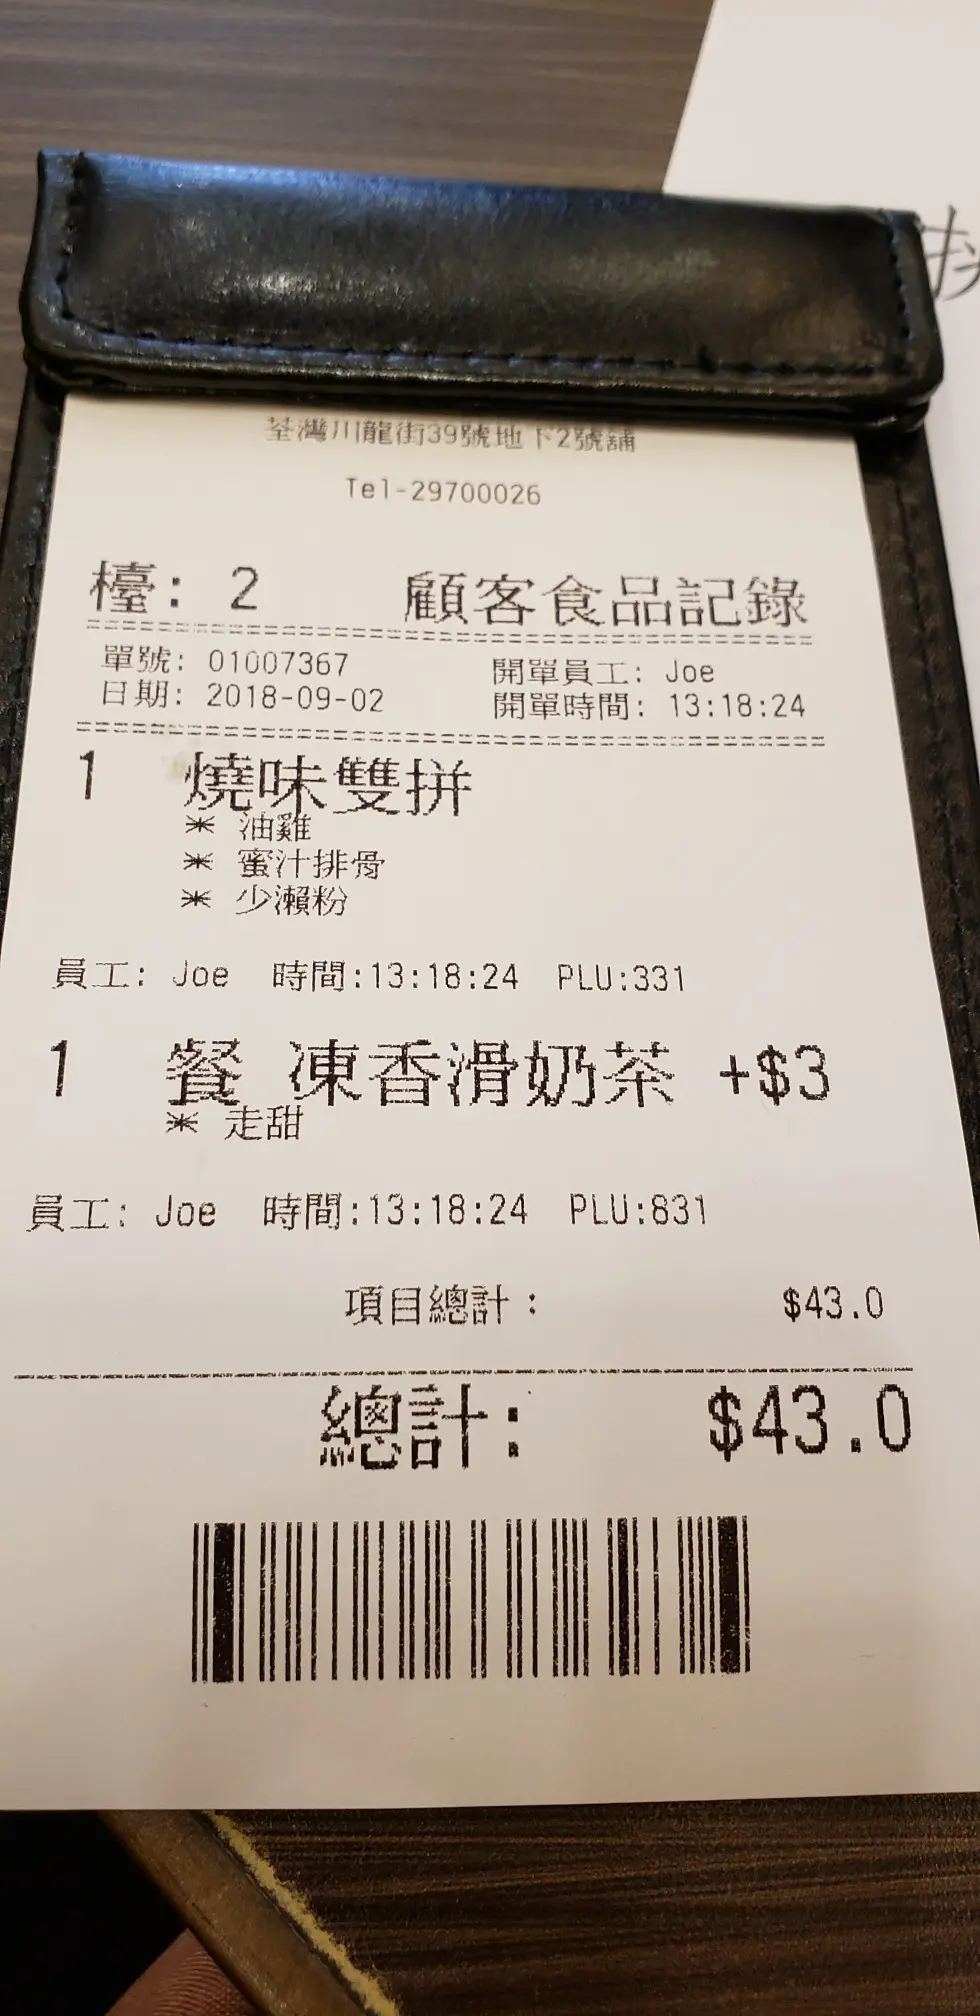 荃灣川龍街39號地下2號舖
Tel-29700026
檯: 2 顧客食品記錄
單號: 01007367 開單員工: Joe
日期: 2018-09-02 開單時間: 13:18:24
1 燒味雙拼
* 油雞
* 蜜汁排骨
* 少瀨粉
員工: Joe 時間:13:18:24 PLU:331
1 餐 凍香滑奶茶 +$3
* 走甜
員工: Joe 時間:13:18:24 PLU:831
項目總計: $43.0
總計: $43.0